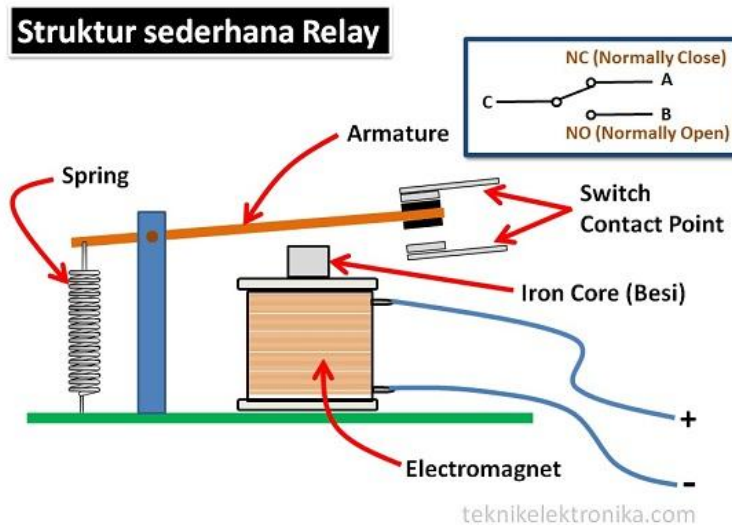 Struktur sederhana Relay
NC (Normally Close)
C
A
B
NO (Normally Open)
Armature
Spring
Switch
Contact Point
Iron Core (Besi)
+
Electromagnet
-
teknikelektronika.com